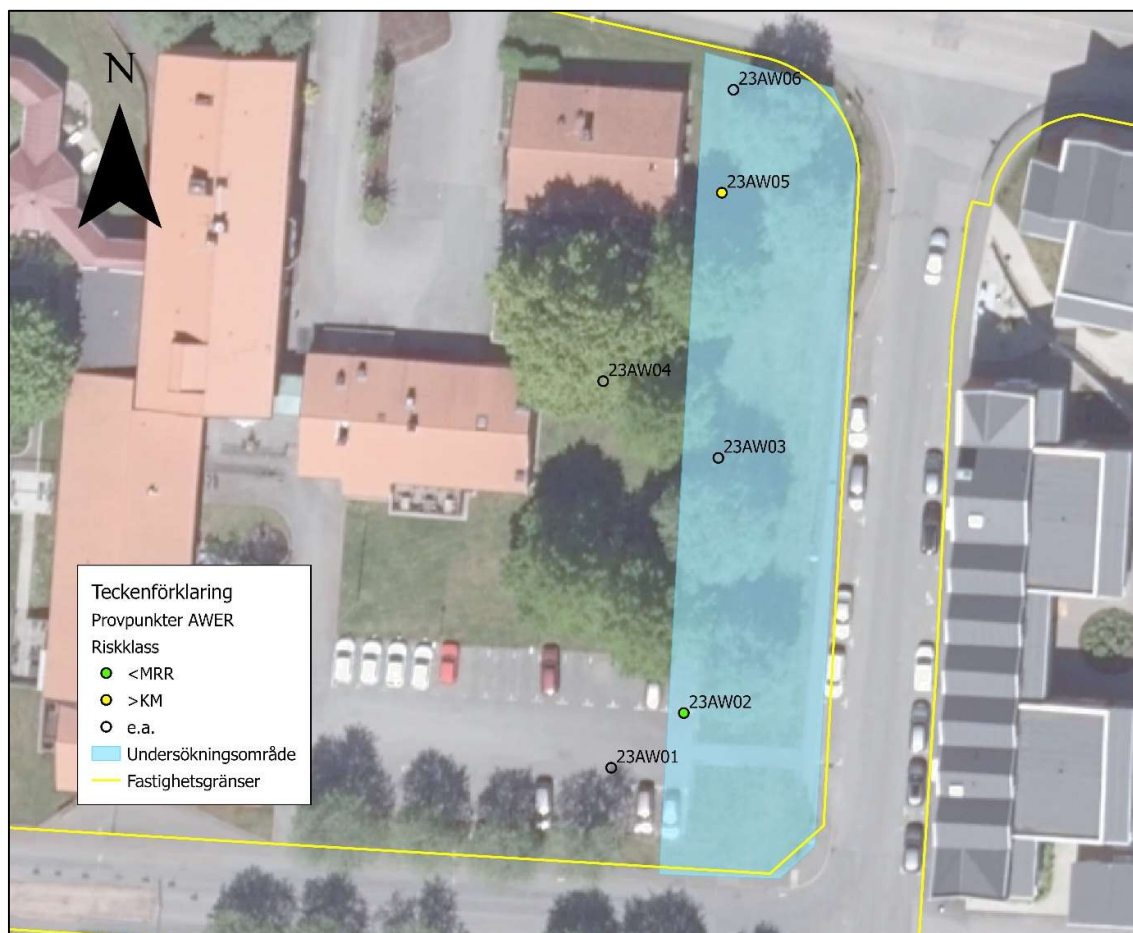 N
23AW06
23AW05
23AW04
23AW03
23AW02
23AW01
Teckenförklaring
Provpunkter AWER
Riskklass
<MRR
>KM
e.a.
Undersökningsområde
Fastighetsgränser